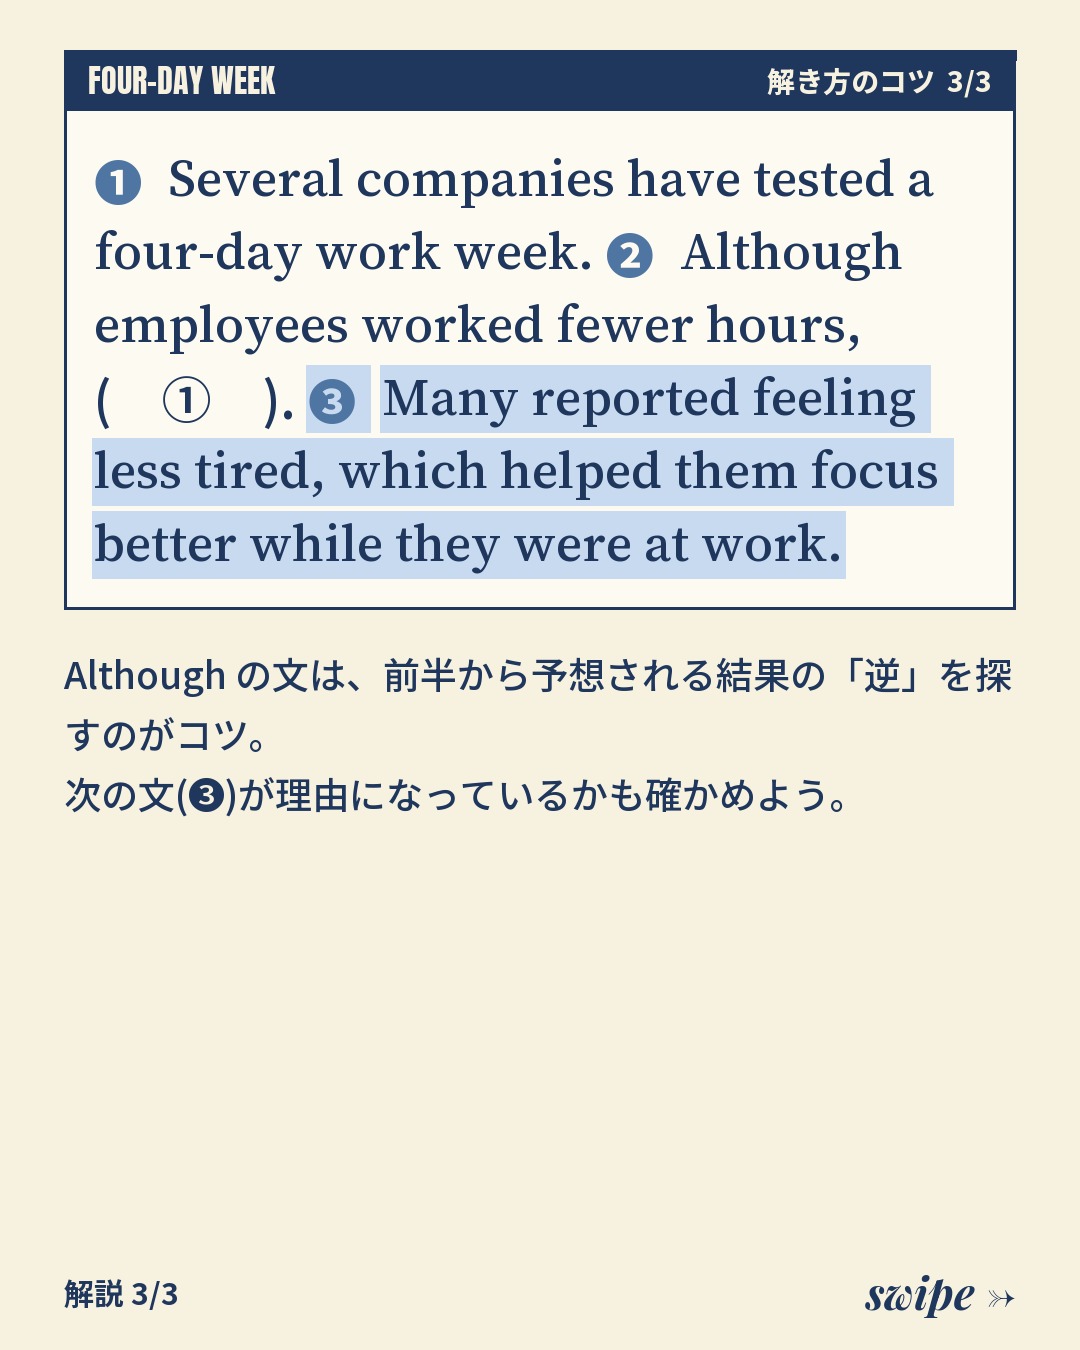 FOUR-DAY WEEK
解き方のコツ 3/3
❶ Several companies have tested a
four-day work week. ❷ Although
employees worked fewer hours,
( ① ). ❸ Many reported feeling
less tired, which helped them focus
better while they were at work.
Although の文は、前半から予想される結果の「逆」を探
すのがコツ。
次の文(❸)が理由になっているかも確かめよう。
解説 3/3
swipe